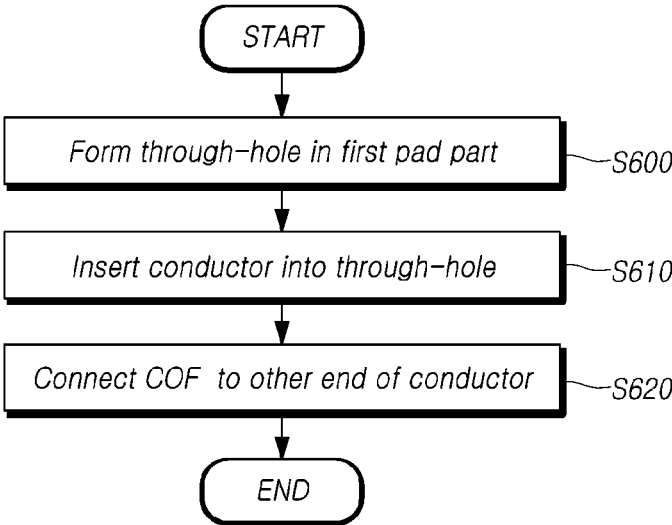 START
Form through-hole in first pad part
S600
Insert conductor into through-hole
S610
Connect COF to other end of conductor
S620
END